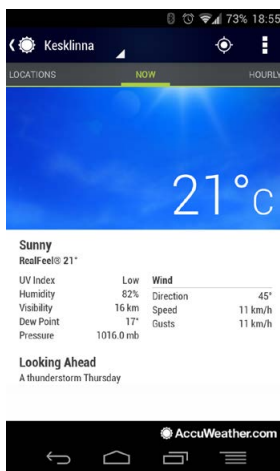 73% 18:55
Kesklinna
LOCATIONS NOW HOURLY
21°C
Sunny
RealFeel® 21°
UV Index Low
Humidity 82%
Visibility 16 km
Dew Point 17°
Pressure 1016.0 mb
Wind
Direction 45°
Speed 11 km/h
Gusts 11 km/h
Looking Ahead
A thunderstorm Thursday
AccuWeather.com